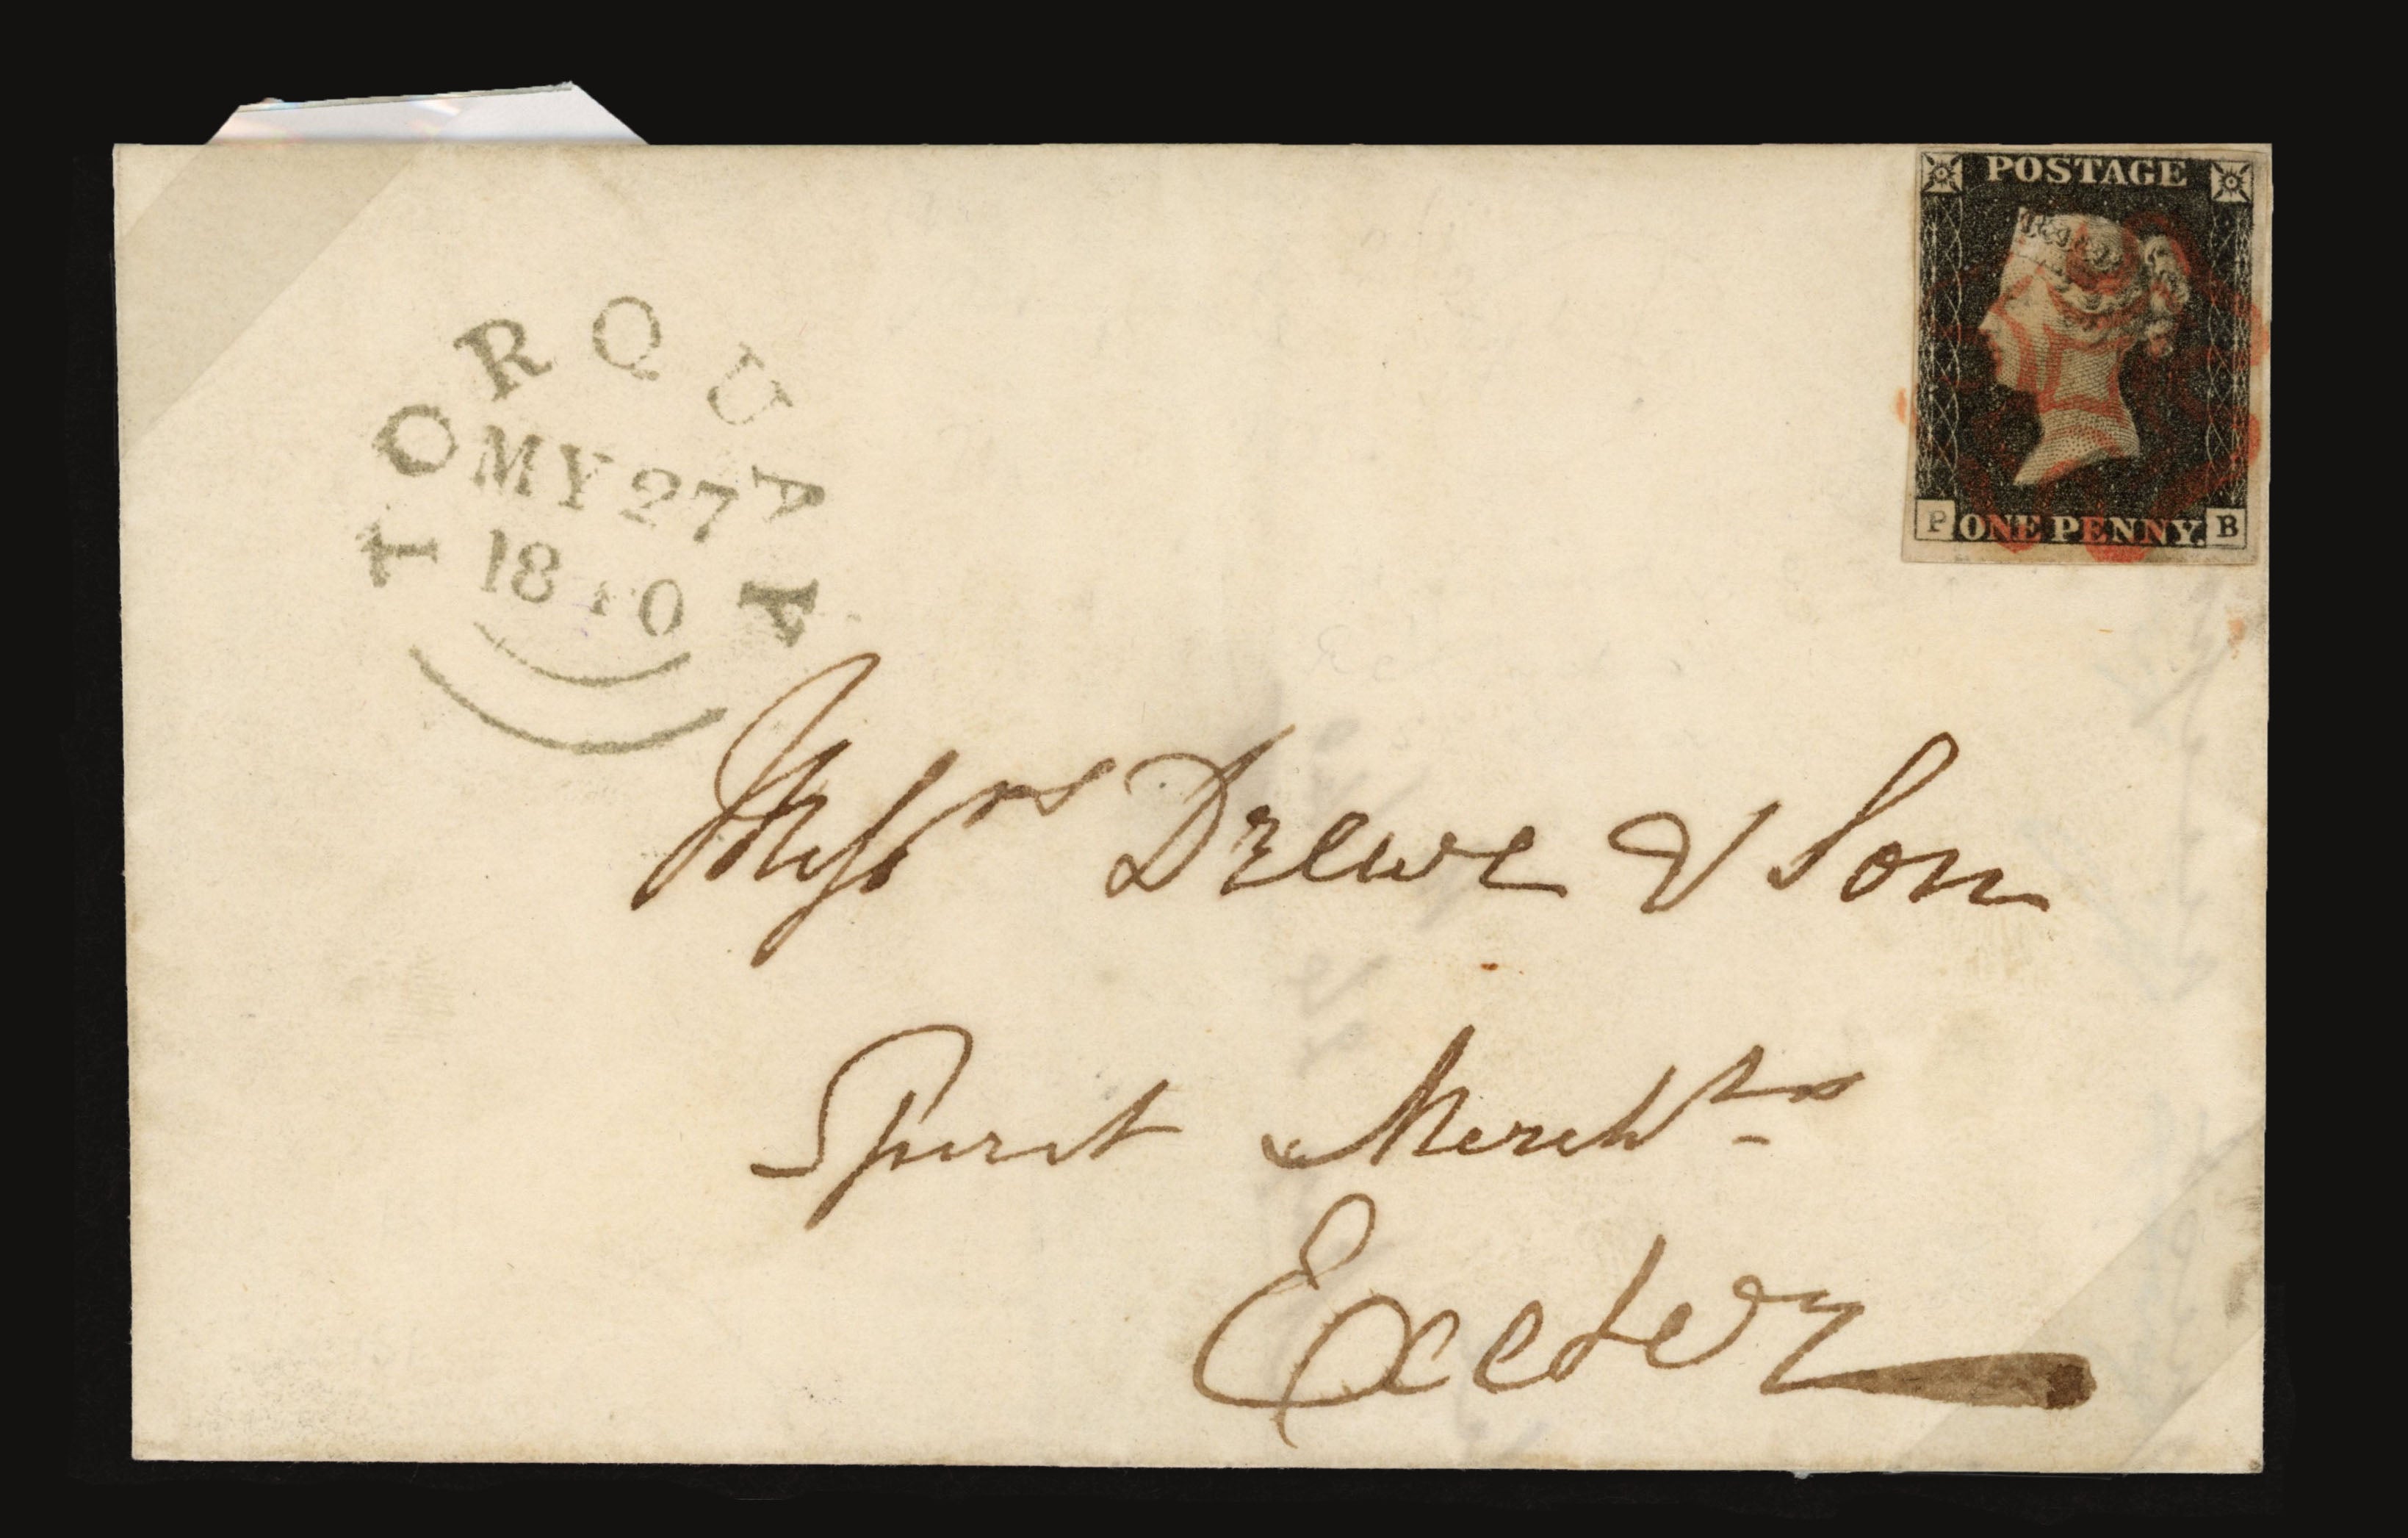 POSTAGE
P ONE PENNY. B
TORQUAY
MY 27
1840
Messrs Drewe & Son
Spirit Merchts
Exeter